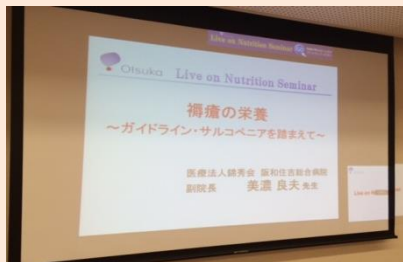 Live on Nutrition Seminar
Otsuka Live on Nutrition Seminar
褥瘡の栄養
～ガイドライン・サルコペニアを踏まえて～
医療法人錦秀会 阪和住吉総合病院
副院長 美濃 良夫 先生
Live on